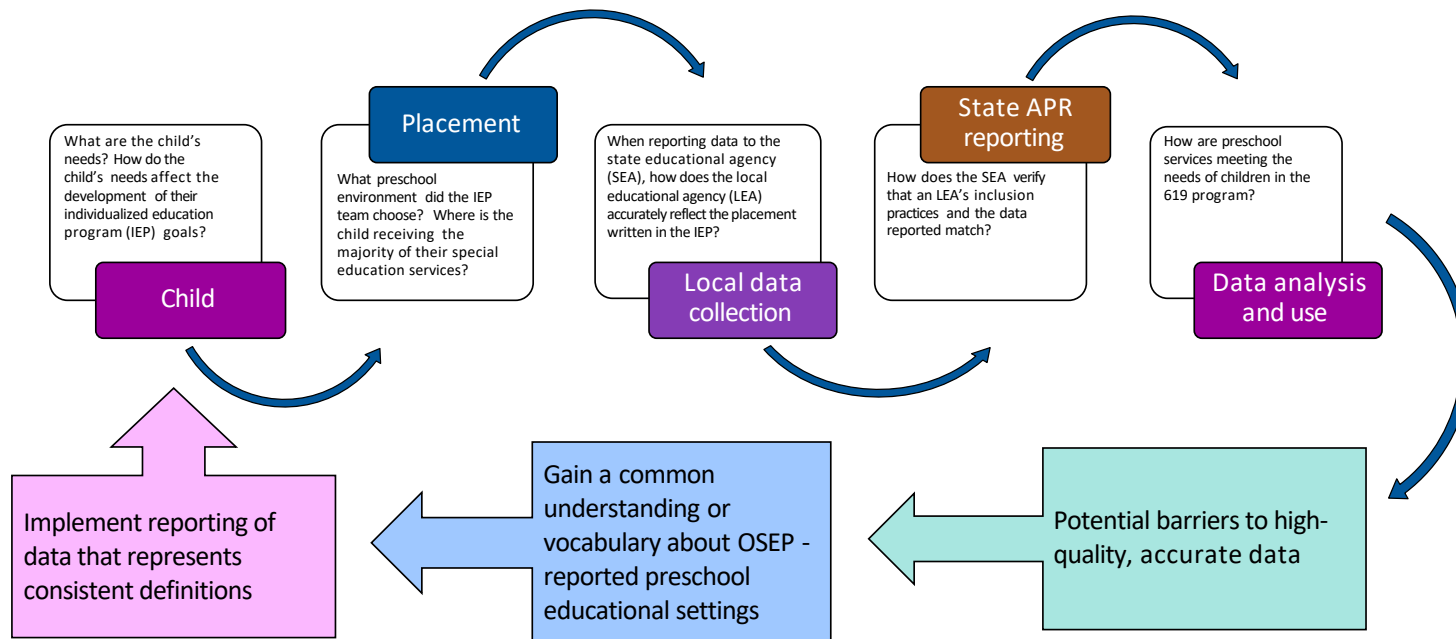 What are the child's
needs? How do the
child's needs affect the
development of their
individualized education
program (IEP) goals?
Child
Placement
What preschool
environment did the IEP
team choose? Where is the
child receiving the
majority of their special
education services?
When reporting data to the
state educational agency
(SEA), how does the local
educational agency (LEA)
accurately reflect the placement
written in the IEP?
Local data
collection
State APR
reporting
How does the SEA verify
that an LEA's inclusion
practices and the data
reported match?
How are preschool
services meeting the
needs of children in the
619 program?
Data analysis
and use
Potential barriers to high-
quality, accurate data
Gain a common
understanding or
vocabulary about OSEP -
reported preschool
educational settings
Implement reporting of
data that represents
consistent definitions